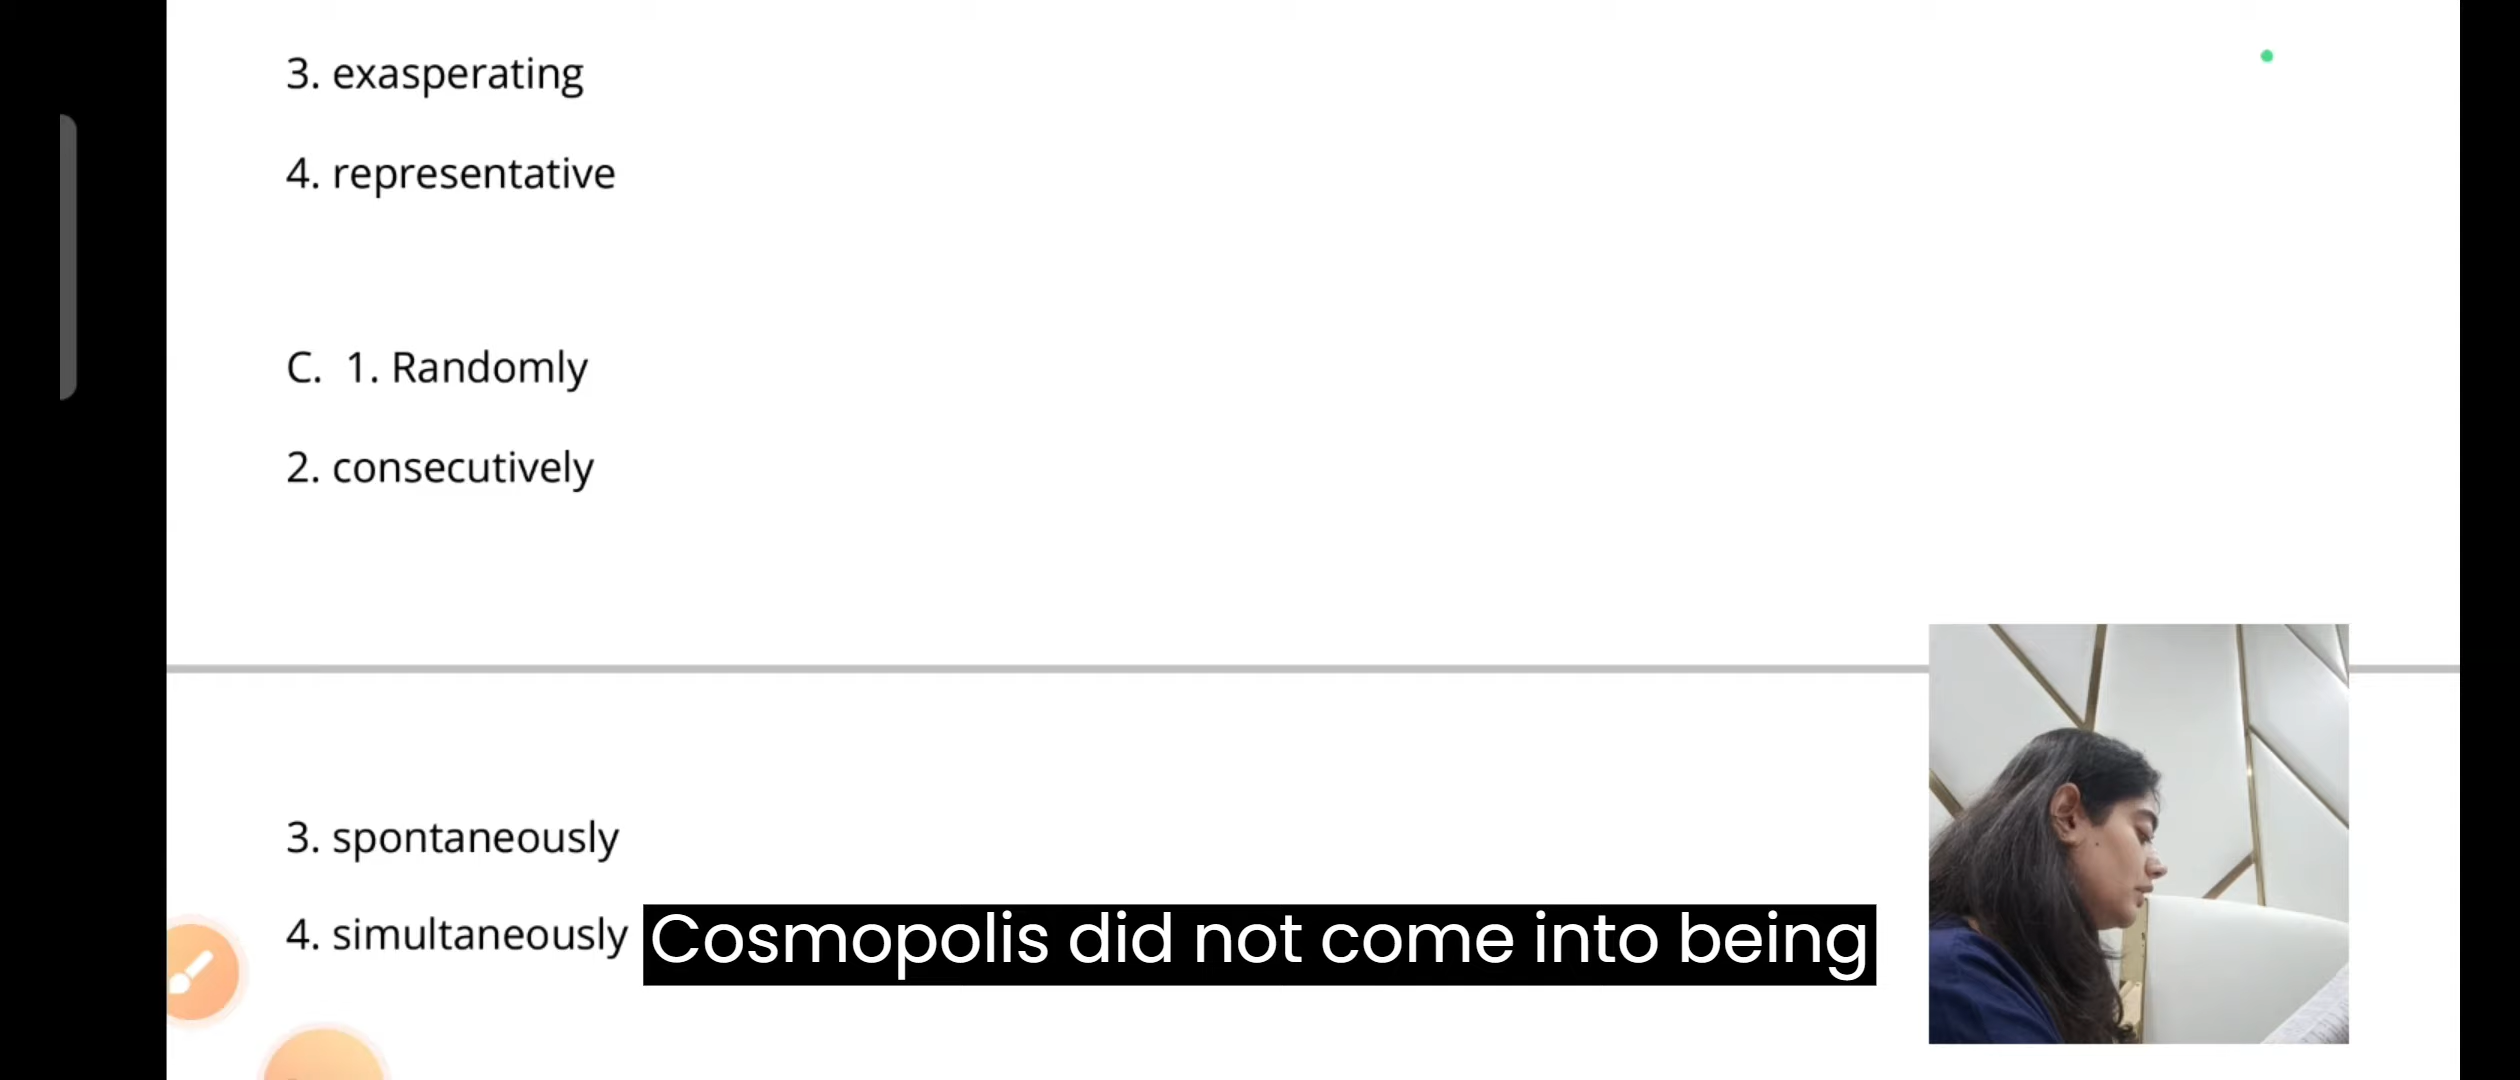 3. exasperating
4. representative
C. 1. Randomly
2. consecutively
3. spontaneously
4. simultaneously
Cosmopolis did not come into being